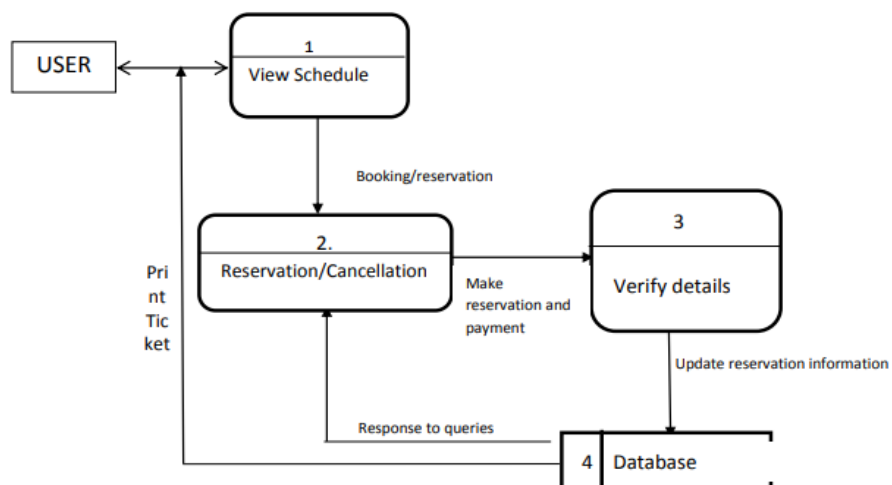 1
USER
View Schedule
Booking/reservation
3
2.
Reservation/Cancellation
Pri
nt
Tic
ket
Make
reservation and
payment
Verify details
Update reservation information
Response to queries
4 Database